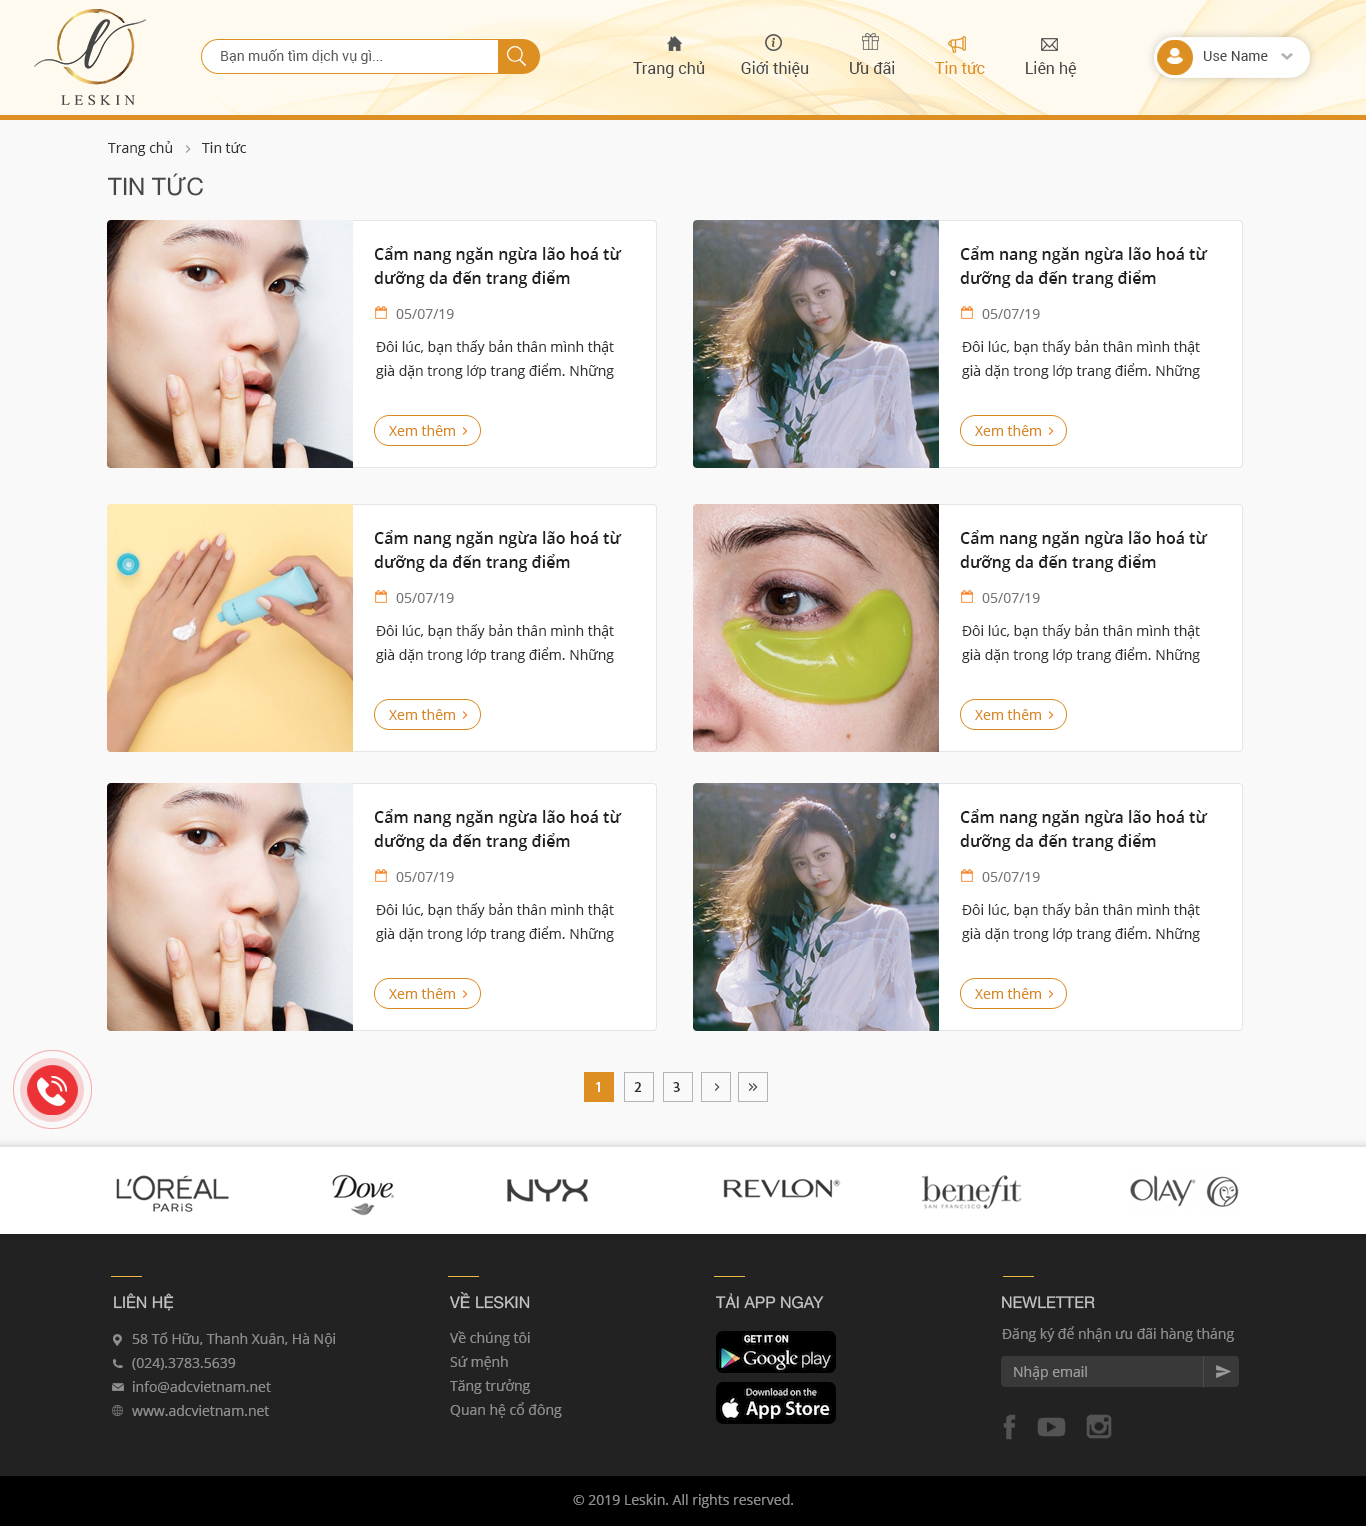 LESKIN
Bạn muốn tìm dịch vụ gì...
Trang chủ
Giới thiệu
Ưu đãi
Tin tức
Liên hệ
Use Name
Trang chủ > Tin tức
TIN TỨC
Cẩm nang ngăn ngừa lão hoá từ
dưỡng da đến trang điểm
05/07/19
Đôi lúc, bạn thấy bản thân mình thật
già dặn trong lớp trang điểm. Những
Xem thêm >
Cẩm nang ngăn ngừa lão hoá từ
dưỡng da đến trang điểm
05/07/19
Đôi lúc, bạn thấy bản thân mình thật
già dặn trong lớp trang điểm. Những
Xem thêm >
Cẩm nang ngăn ngừa lão hoá từ
dưỡng da đến trang điểm
05/07/19
Đôi lúc, bạn thấy bản thân mình thật
già dặn trong lớp trang điểm. Những
Xem thêm >
Cẩm nang ngăn ngừa lão hoá từ
dưỡng da đến trang điểm
05/07/19
Đôi lúc, bạn thấy bản thân mình thật
già dặn trong lớp trang điểm. Những
Xem thêm >
Cẩm nang ngăn ngừa lão hoá từ
dưỡng da đến trang điểm
05/07/19
Đôi lúc, bạn thấy bản thân mình thật
già dặn trong lớp trang điểm. Những
Xem thêm >
Cẩm nang ngăn ngừa lão hoá từ
dưỡng da đến trang điểm
05/07/19
Đôi lúc, bạn thấy bản thân mình thật
già dặn trong lớp trang điểm. Những
Xem thêm >
1 2 3 > »
L'ORÉAL
PARiS
Dove
NYX
REVLON®
benefit
SAN FRANCISCO
OLAY
LIÊN HỆ
58 Tố Hữu, Thanh Xuân, Hà Nội
(024).3783.5639
info@adcvietnam.net
www.adcvietnam.net
VỀ LESKIN
Về chúng tôi
Sứ mệnh
Tăng trưởng
Quan hệ cổ đông
TẢI APP NGAY
GET IT ON
Google play
Download on the
App Store
NEWLETTER
Đăng ký để nhận ưu đãi hàng tháng
Nhập email
© 2019 Leskin. All rights reserved.